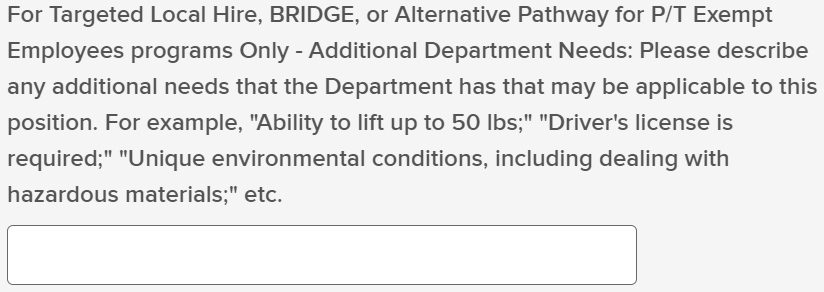 For Targeted Local Hire, BRIDGE, or Alternative Pathway for P/T Exempt
Employees programs Only - Additional Department Needs: Please describe
any additional needs that the Department has that may be applicable to this
position. For example, "Ability to lift up to 50 lbs;" "Driver's license is
required;" "Unique environmental conditions, including dealing with
hazardous materials;" etc.